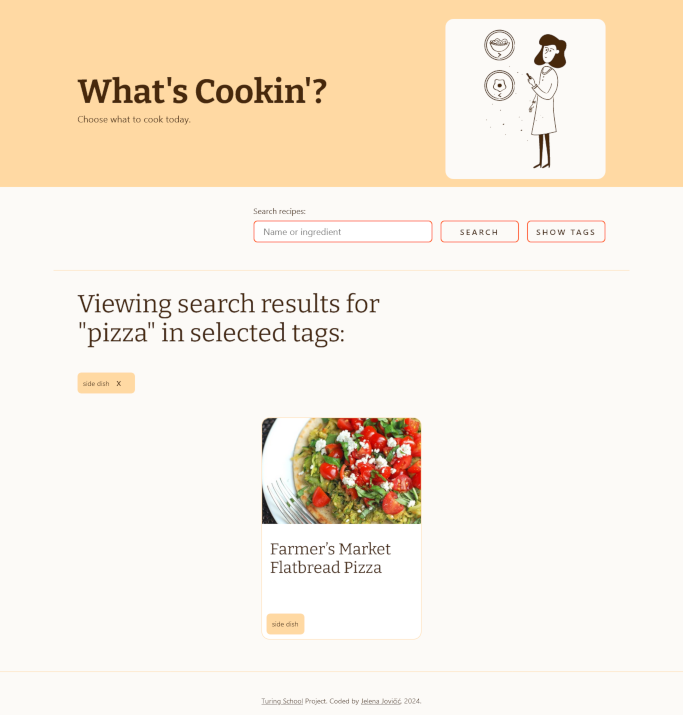 What's Cookin'?
Choose what to cook today.
Search recipes:
Name or ingredient
SEARCH
SHOW TAGS
Viewing search results for
"pizza" in selected tags:
side dish X
Farmer’s Market
Flatbread Pizza
side dish
Turing School Project. Coded by Jelena Jovičić, 2024.